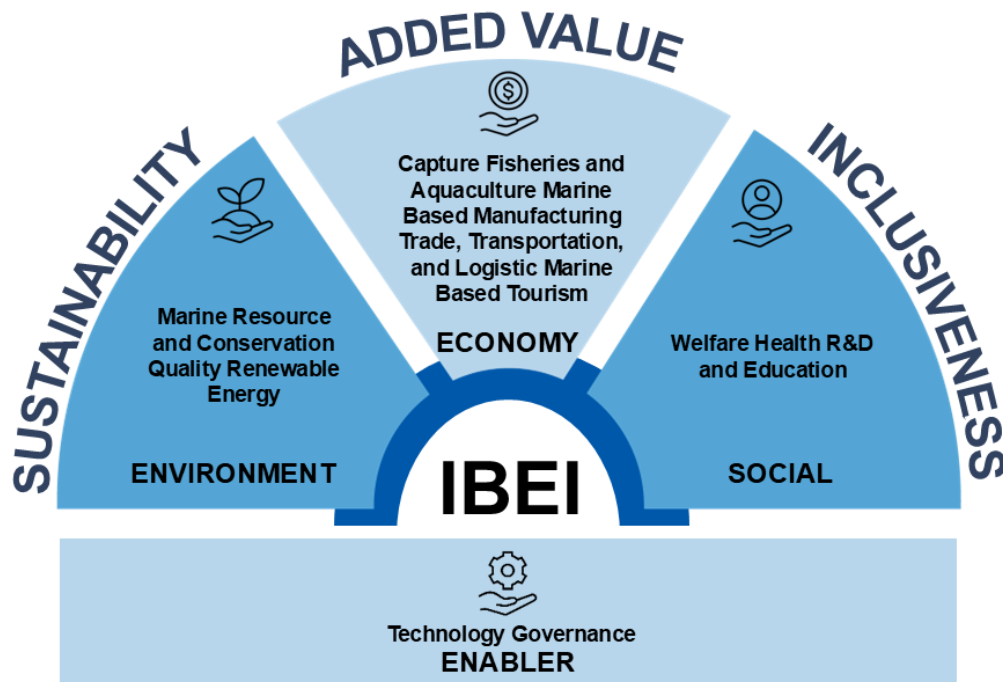 ADDED VALUE
SUSTAINABILITY
INCLUSIVENESS
Capture Fisheries and
Aquaculture Marine
Based Manufacturing
Trade, Transportation,
and Logistic Marine
Based Tourism
ECONOMY
Marine Resource
and Conservation
Quality Renewable
Energy
ENVIRONMENT
Welfare Health R&D
and Education
SOCIAL
IBEI
Technology Governance
ENABLER